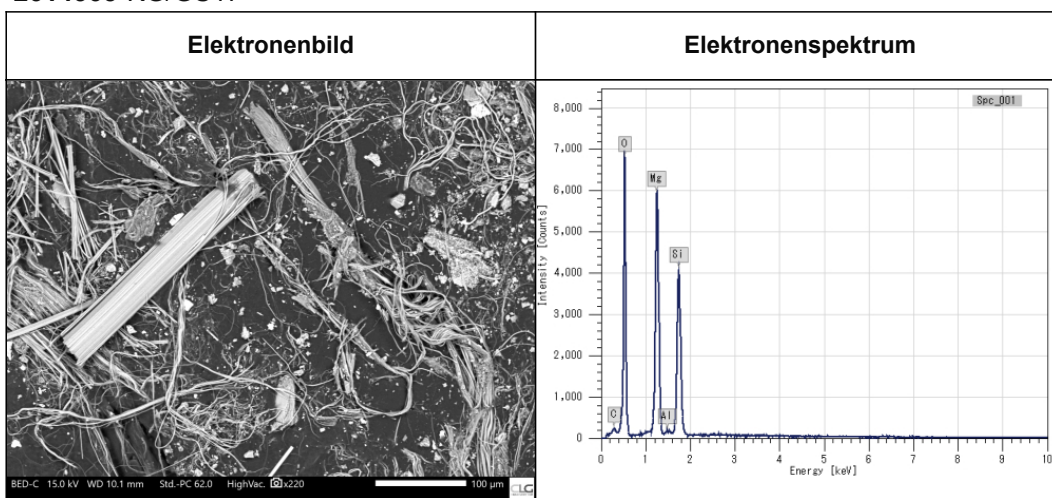 Elektronenbild
Elektronenspektrum
BED-C 15.0 kV WD 10.1 mm Std.-PC 62.0 HighVac. x220 100 µm
CLG
Spc_001
Intensity [Counts]
8,000
7,000
6,000
5,000
4,000
3,000
2,000
1,000
0
O
Mg
Si
C
Al
0 1 2 3 4 5 6 7 8 9 10
Energy [keV]